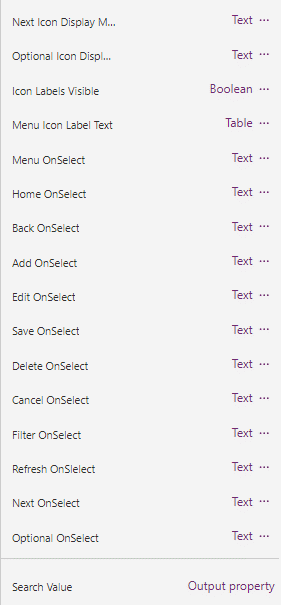 Next Icon Display M... Text ...
Optional Icon Displ... Text ...
Icon Labels Visible Boolean ...
Menu Icon Label Text Table ...
Menu OnSelect Text ...
Home OnSelect Text ...
Back OnSelect Text ...
Add OnSelect Text ...
Edit OnSelect Text ...
Save OnSelect Text ...
Delete OnSelect Text ...
Cancel OnSelect Text ...
Filter OnSelect Text ...
Refresh OnSlelect Text ...
Next OnSelect Text ...
Optional OnSelect Text ...
Search Value Output property